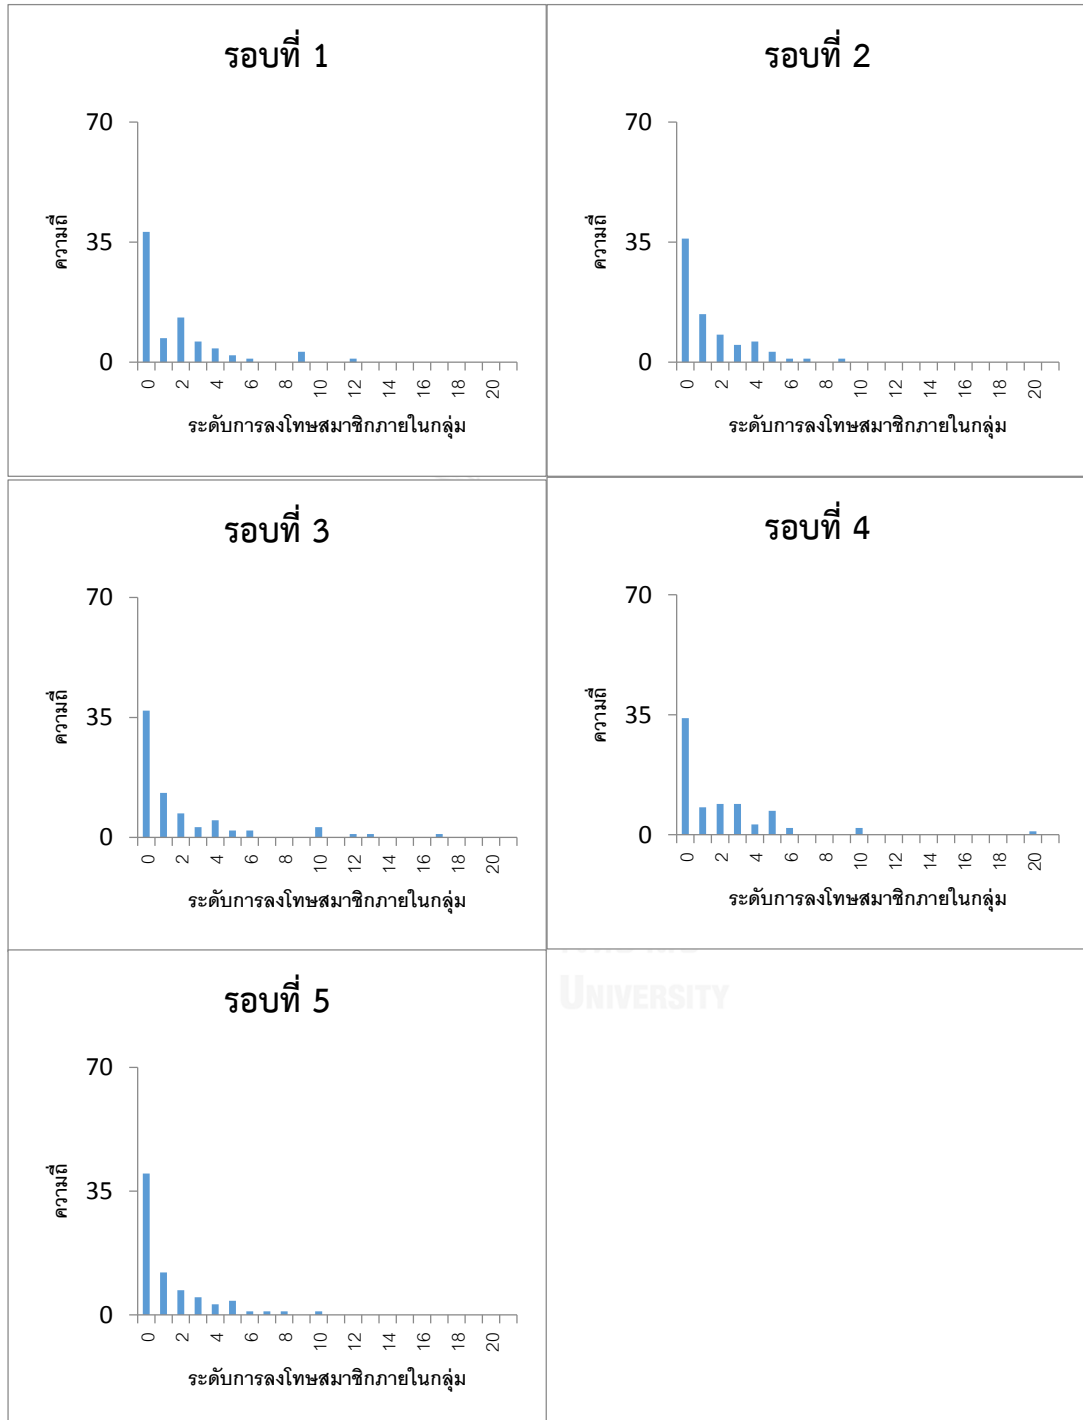 รอบที่ 1
70
35
0
ความถี่
0 2 4 6 8 10 12 14 16 18 20
ระดับการลงโทษสมาชิกภายในกลุ่ม
รอบที่ 2
70
35
0
ความถี่
0 2 4 6 8 10 12 14 16 18 20
ระดับการลงโทษสมาชิกภายในกลุ่ม
รอบที่ 3
70
35
0
ความถี่
0 2 4 6 8 10 12 14 16 18 20
ระดับการลงโทษสมาชิกภายในกลุ่ม
รอบที่ 4
70
35
0
ความถี่
0 2 4 6 8 10 12 14 16 18 20
ระดับการลงโทษสมาชิกภายในกลุ่ม
รอบที่ 5
70
35
0
ความถี่
0 2 4 6 8 10 12 14 16 18 20
ระดับการลงโทษสมาชิกภายในกลุ่ม
UNIVERSITY